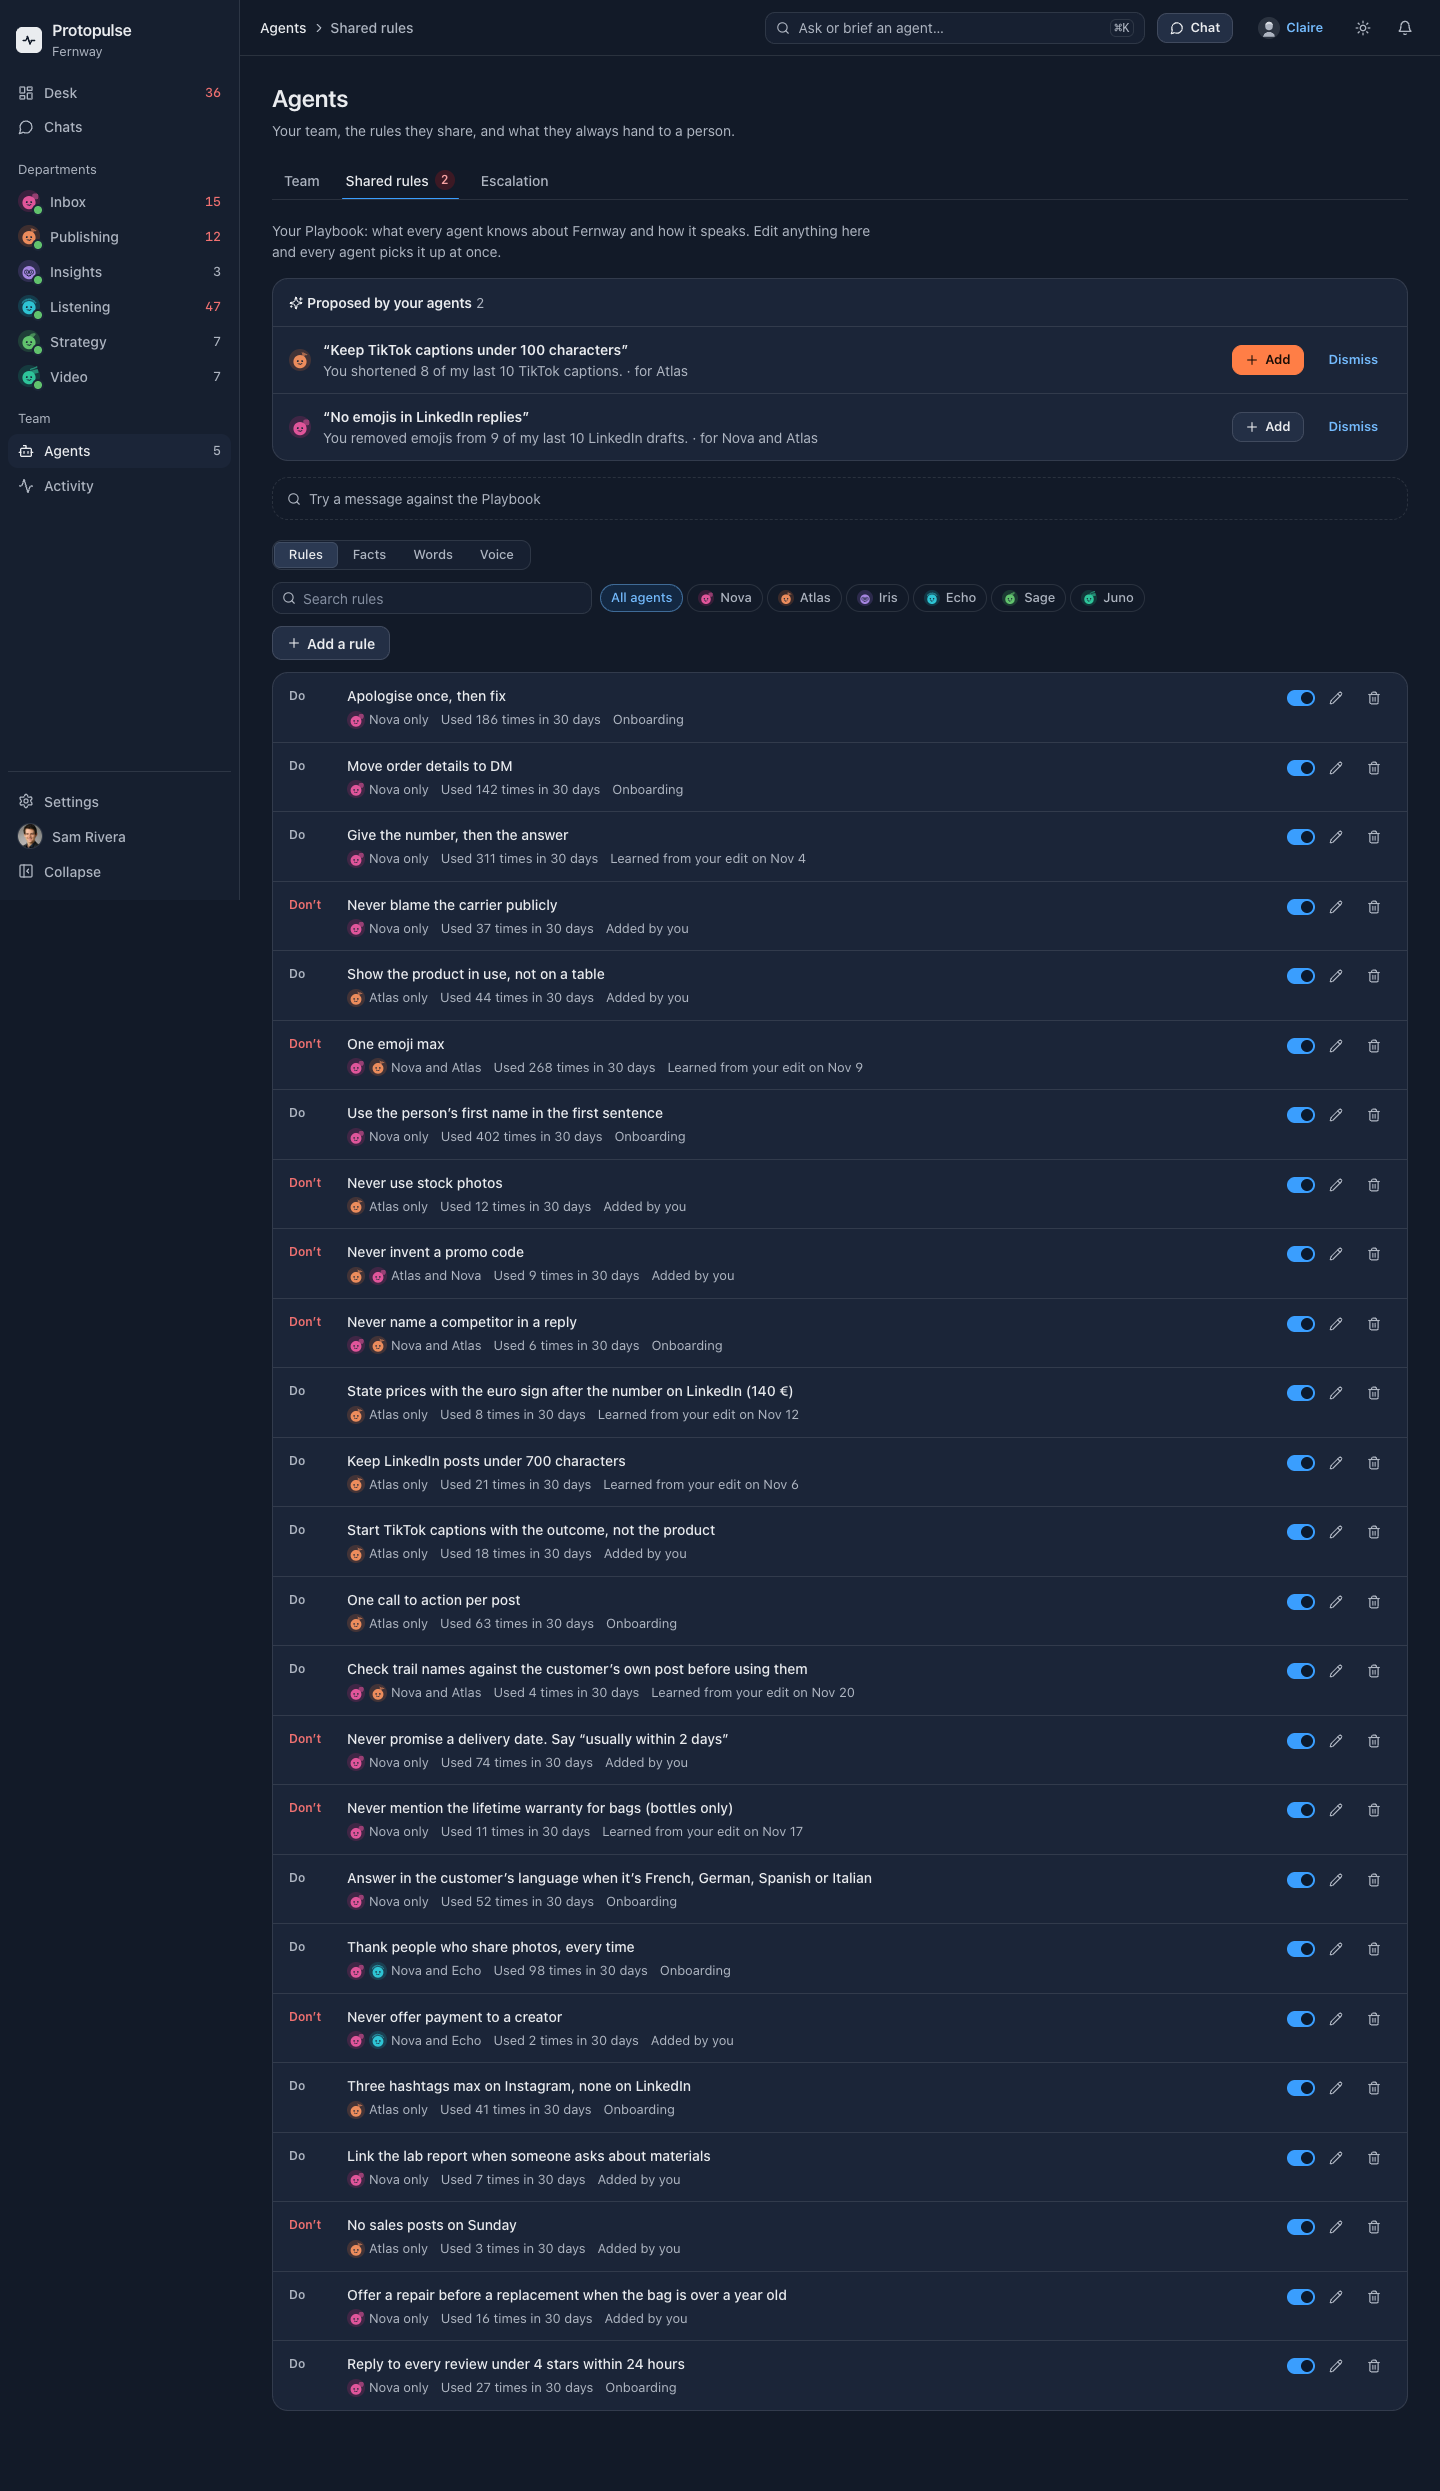 Protopulse
Fernway
Desk 36
Chats
Departments
Inbox 15
Publishing 12
Insights 3
Listening 47
Strategy 7
Video 7
Team
Agents 5
Activity
Settings
Sam Rivera
Collapse
Agents > Shared rules
Ask or brief an agent... ⌘K
Chat
Claire
Agents
Your team, the rules they share, and what they always hand to a person.
Team Shared rules 2 Escalation
Your Playbook: what every agent knows about Fernway and how it speaks. Edit anything here
and every agent picks it up at once.
Proposed by your agents 2
“Keep TikTok captions under 100 characters”
You shortened 8 of my last 10 TikTok captions. · for Atlas
+ Add Dismiss
“No emojis in LinkedIn replies”
You removed emojis from 9 of my last 10 LinkedIn drafts. · for Nova and Atlas
+ Add Dismiss
Try a message against the Playbook
Rules Facts Words Voice
Search rules
All agents Nova Atlas Iris Echo Sage Juno
+ Add a rule
Do Apologise once, then fix
Nova only Used 186 times in 30 days Onboarding
Do Move order details to DM
Nova only Used 142 times in 30 days Onboarding
Do Give the number, then the answer
Nova only Used 311 times in 30 days Learned from your edit on Nov 4
Don’t Never blame the carrier publicly
Nova only Used 37 times in 30 days Added by you
Do Show the product in use, not on a table
Atlas only Used 44 times in 30 days Added by you
Don’t One emoji max
Nova and Atlas Used 268 times in 30 days Learned from your edit on Nov 9
Do Use the person’s first name in the first sentence
Nova only Used 402 times in 30 days Onboarding
Don’t Never use stock photos
Atlas only Used 12 times in 30 days Added by you
Don’t Never invent a promo code
Atlas and Nova Used 9 times in 30 days Added by you
Don’t Never name a competitor in a reply
Nova and Atlas Used 6 times in 30 days Onboarding
Do State prices with the euro sign after the number on LinkedIn (140 €)
Atlas only Used 8 times in 30 days Learned from your edit on Nov 12
Do Keep LinkedIn posts under 700 characters
Atlas only Used 21 times in 30 days Learned from your edit on Nov 6
Do Start TikTok captions with the outcome, not the product
Atlas only Used 18 times in 30 days Added by you
Do One call to action per post
Atlas only Used 63 times in 30 days Onboarding
Do Check trail names against the customer’s own post before using them
Nova and Atlas Used 4 times in 30 days Learned from your edit on Nov 20
Don’t Never promise a delivery date. Say “usually within 2 days”
Nova only Used 74 times in 30 days Added by you
Don’t Never mention the lifetime warranty for bags (bottles only)
Nova only Used 11 times in 30 days Learned from your edit on Nov 17
Do Answer in the customer’s language when it’s French, German, Spanish or Italian
Nova only Used 52 times in 30 days Onboarding
Do Thank people who share photos, every time
Nova and Echo Used 98 times in 30 days Onboarding
Don’t Never offer payment to a creator
Nova and Echo Used 2 times in 30 days Added by you
Do Three hashtags max on Instagram, none on LinkedIn
Atlas only Used 41 times in 30 days Onboarding
Do Link the lab report when someone asks about materials
Nova only Used 7 times in 30 days Added by you
Don’t No sales posts on Sunday
Atlas only Used 3 times in 30 days Added by you
Do Offer a repair before a replacement when the bag is over a year old
Nova only Used 16 times in 30 days Added by you
Do Reply to every review under 4 stars within 24 hours
Nova only Used 27 times in 30 days Onboarding